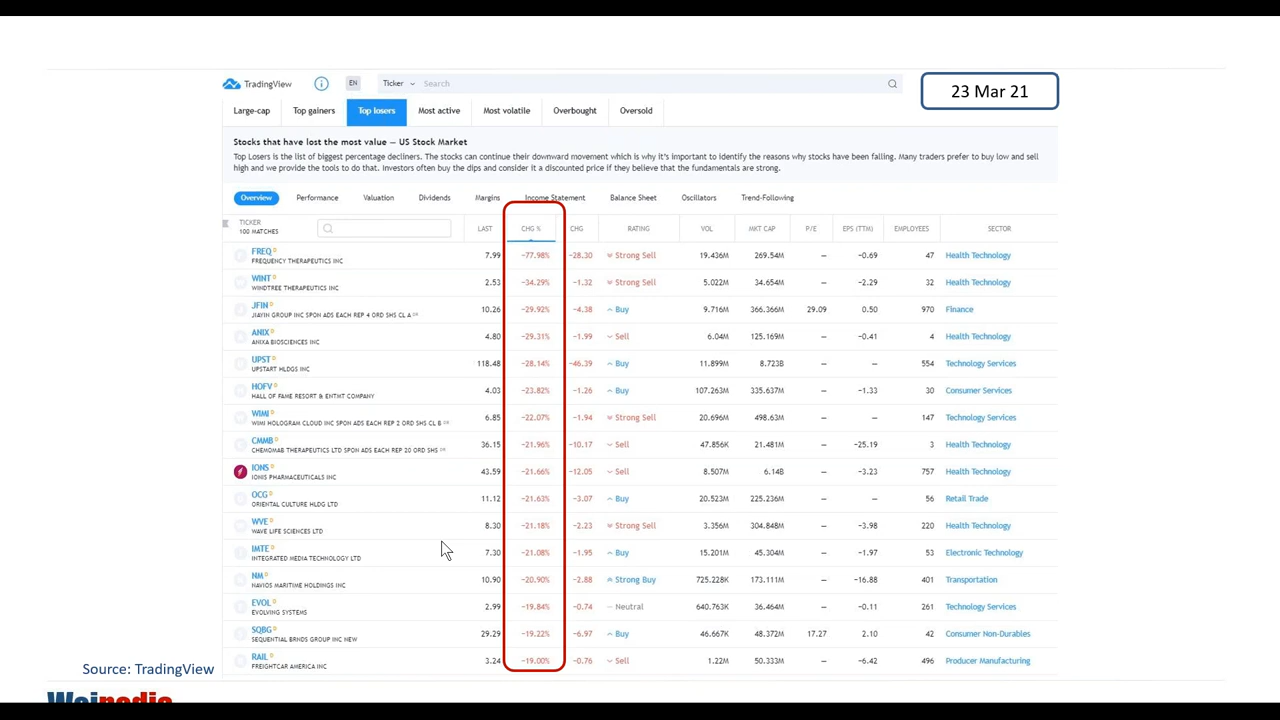 TradingView
EN
Ticker
Search
23 Mar 21
Large-cap Top gainers Top losers Most active Most volatile Overbought Oversold
Stocks that have lost the most value — US Stock Market
Top Losers is the list of biggest percentage decliners. The stocks can continue their downward movement which is why it's important to identify the reasons why stocks have been falling. Many traders prefer to buy low and sell
high and we provide the tools to do that. Investors often buy the dips and consider it a discounted price if they believe that the fundamentals are strong.
Overview Performance Valuation Dividends Margins Income Statement Balance Sheet Oscillators Trend-Following
TICKER
100 MATCHES
LAST CHG % CHG RATING VOL MKT CAP P/E EPS (TTM) EMPLOYEES SECTOR
FREQ D 7.99 −77.98% −28.30 Strong Sell 19.436M 269.54M — −0.69 47 Health Technology
FREQUENCY THERAPEUTICS INC
WINT D 2.53 −34.29% −1.32 Strong Sell 5.022M 34.654M — −2.29 32 Health Technology
WINDTREE THERAPEUTICS INC
JFIN D 10.26 −29.92% −4.38 Buy 9.716M 366.366M 29.09 0.50 970 Finance
JIAYIN GROUP INC SPON ADS EACH REP 4 ORD SHS CL A DR
ANIX D 4.80 −29.31% −1.99 Sell 6.04M 125.169M — −0.41 4 Health Technology
ANIXA BIOSCIENCES INC
UPST D 118.48 −28.14% −46.39 Buy 11.899M 8.723B — — 554 Technology Services
UPSTART HLDGS INC
HOFV D 4.03 −23.82% −1.26 Buy 107.263M 335.637M — −1.33 30 Consumer Services
HALL OF FAME RESORT & ENTMT COMPANY
WIMI D 6.85 −22.07% −1.94 Strong Sell 20.696M 498.63M — — 147 Technology Services
WIMI HOLOGRAM CLOUD INC SPON ADS EACH REP 2 ORD SHS CL B DR
CMMB D 36.15 −21.96% −10.17 Sell 47.856K 21.481M — −25.19 3 Health Technology
CHEMOMAB THERAPEUTICS LTD SPON ADS EACH REP 20 ORD SHS DR
IONS D 43.59 −21.66% −12.05 Sell 8.507M 6.14B — −3.23 757 Health Technology
IONIS PHARMACEUTICALS INC
OCG D 11.12 −21.63% −3.07 Buy 20.523M 225.236M — — 56 Retail Trade
ORIENTAL CULTURE HLDG LTD
WVE D 8.30 −21.18% −2.23 Strong Sell 3.356M 304.848M — −3.98 220 Health Technology
WAVE LIFE SCIENCES LTD
IMTE D 7.30 −21.08% −1.95 Buy 15.201M 45.304M — −1.97 53 Electronic Technology
INTEGRATED MEDIA TECHNOLOGY LTD
NM D 10.90 −20.90% −2.88 Strong Buy 725.228K 173.111M — −16.88 401 Transportation
NAVIOS MARITIME HOLDINGS INC
EVOL D 2.99 −19.84% −0.74 Neutral 640.763K 36.464M — −0.11 261 Technology Services
EVOLVING SYSTEMS
SQBG D 29.29 −19.22% −6.97 Buy 46.667K 48.372M 17.27 2.10 42 Consumer Non-Durables
SEQUENTIAL BRNDS GROUP INC NEW
RAIL D 3.24 −19.00% −0.76 Sell 1.22M 50.333M — −6.42 496 Producer Manufacturing
FREIGHTCAR AMERICA INC
Source: TradingView
Weipedia